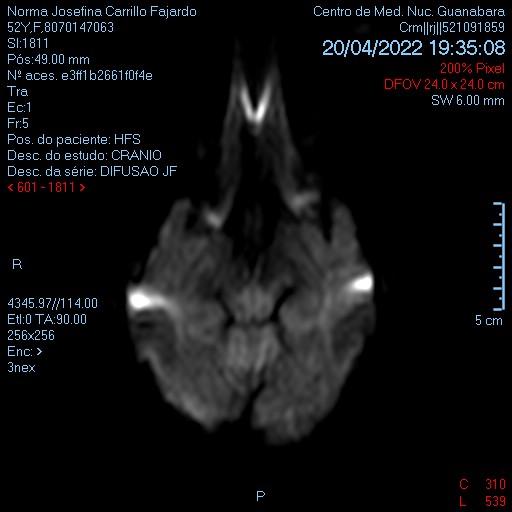 Norma Josefina Carrillo Fajardo
52Y,F,8070147063
Sl:1811
Pós:49.00 mm
Nº aces. e3ff1b2661f0f4e
Tra
Ec:1
Fr:5
Pos. do paciente: HFS
Desc. do estudo: CRANIO
Desc. da série: DIFUSAO JF
< 601 - 1811 >
Centro de Med. Nuc. Guanabara
Crm||rj||521091859
20/04/2022 19:35:08
200% Pixel
DFOV 24.0 x 24.0 cm
SW 6.00 mm
R
4345.97//114.00
Etl:0 TA:90.00
256x256
Enc: >
3nex
5 cm
P
C 310
L 539